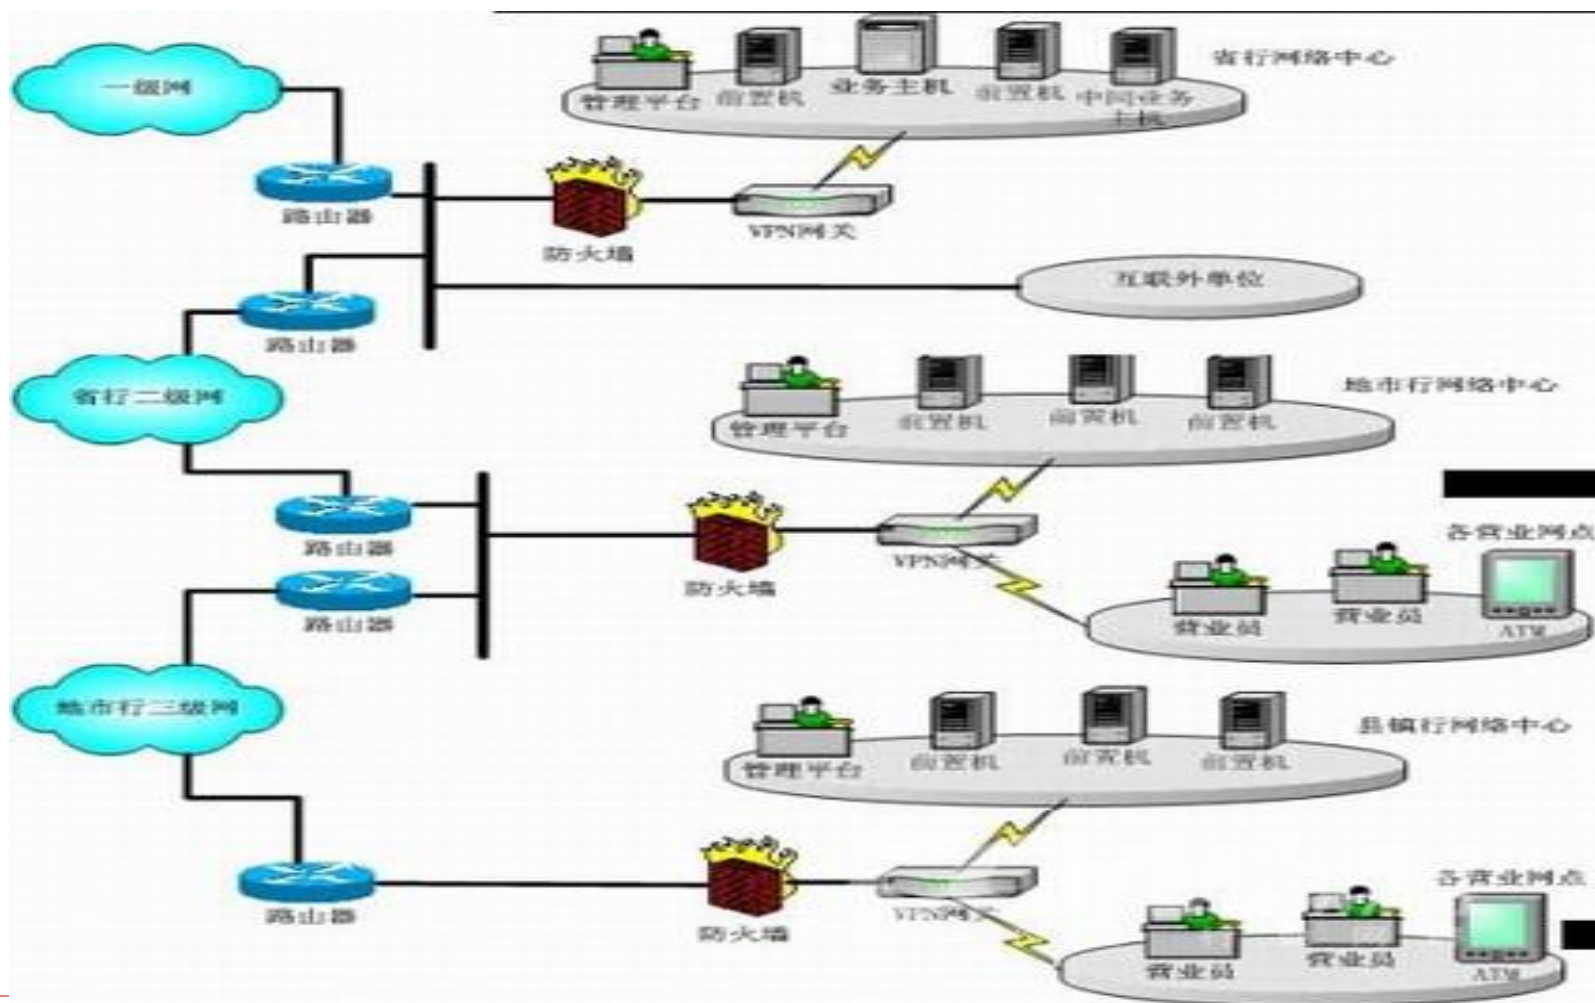 省行网络中心
一级网
管理平台
前置机
业务主机
前置机
中间业务
主机
路由器
防火墙
VPN网关
互联外单位
路由器
省行二级网
地市行网络中心
管理平台
前置机
前置机
前置机
路由器
防火墙
VPN网关
各营业网点
营业员
营业员
ATM
路由器
地市行三级网
县镇行网络中心
管理平台
前置机
前置机
前置机
路由器
防火墙
VPN网关
各营业网点
营业员
营业员
ATM